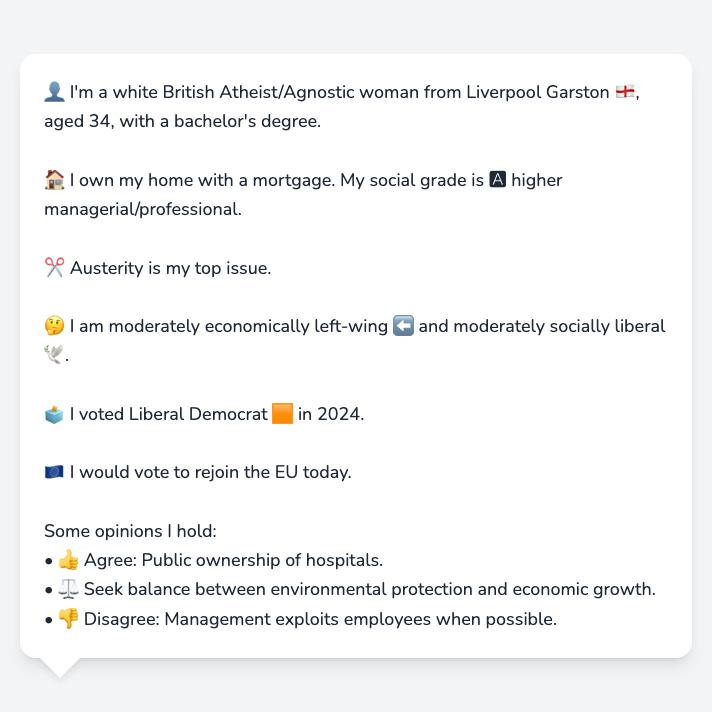 👤 I'm a white British Atheist/Agnostic woman from Liverpool Garston 🏴󠁧󠁢󠁥󠁮󠁧󠁿,
aged 34, with a bachelor's degree.
🏠 I own my home with a mortgage. My social grade is 🅰 higher
managerial/professional.
✂️ Austerity is my top issue.
🤔 I am moderately economically left-wing ⬅️ and moderately socially liberal
🕊️.
🗳️ I voted Liberal Democrat 🟧 in 2024.
🇪🇺 I would vote to rejoin the EU today.
Some opinions I hold:
• 👍 Agree: Public ownership of hospitals.
• ⚖️ Seek balance between environmental protection and economic growth.
• 👎 Disagree: Management exploits employees when possible.